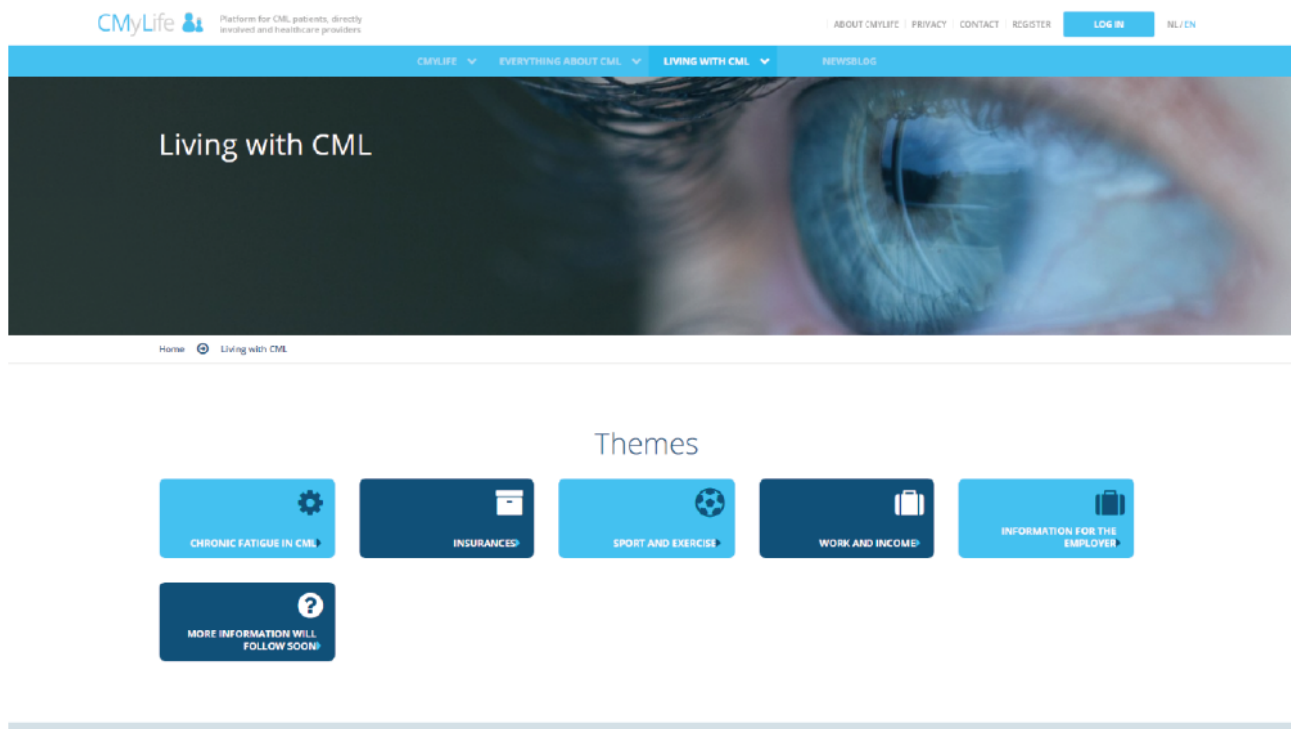 CMyLife
Platform for CML patients, directly
involved and healthcare providers
ABOUT CMYLIFE | PRIVACY | CONTACT | REGISTER
LOG IN
NL/EN
CMYLIFE
EVERYTHING ABOUT CML
LIVING WITH CML
NEWSBLOG
Living with CML
Home
Living with CML
Themes
CHRONIC FATIGUE IN CML
INSURANCES
SPORT AND EXERCISE
WORK AND INCOME
INFORMATION FOR THE
EMPLOYER
MORE INFORMATION WILL
FOLLOW SOON